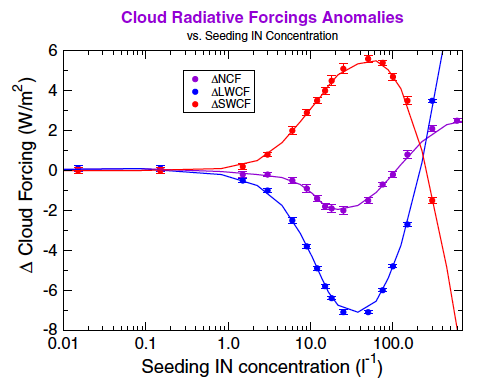 Cloud Radiative Forcings Anomalies
vs. Seeding IN Concentration
ΔNCF
ΔLWCF
ΔSWCF
Δ Cloud Forcing (W/m²)
6
4
2
0
-2
-4
-6
-8
0.01
0.1
1.0
10.0
100.0
Seeding IN concentration (l⁻¹)